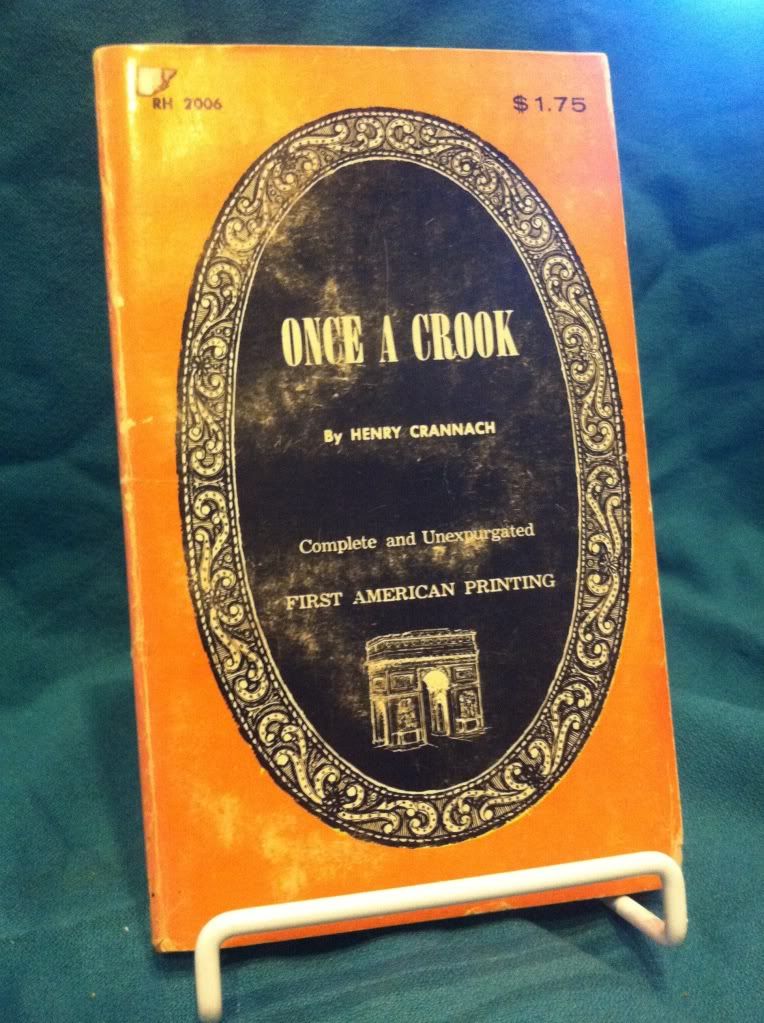 RH 2006
$1.75
ONCE A CROOK
By HENRY CRANNACH
Complete and Unexpurgated
FIRST AMERICAN PRINTING